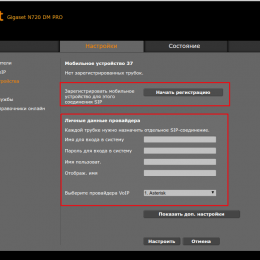 Gigaset N720 DM PRO
Настройки
Состояние
Мобильное устройство 37
Нет зарегистрированных трубок.
Зарегистрировать мобильное
устройство для этого
соединения SIP
Начать регистрацию
Личные данные провайдера
Каждой трубке нужно назначить отдельное SIP-соединение.
Имя для входа в систему
Пароль для входа в систему
Имя пользоват.
Отображ. имя
Выберите провайдера VoIP
1. Asterisk
Показать доп. настройки
Настроить
Отмена